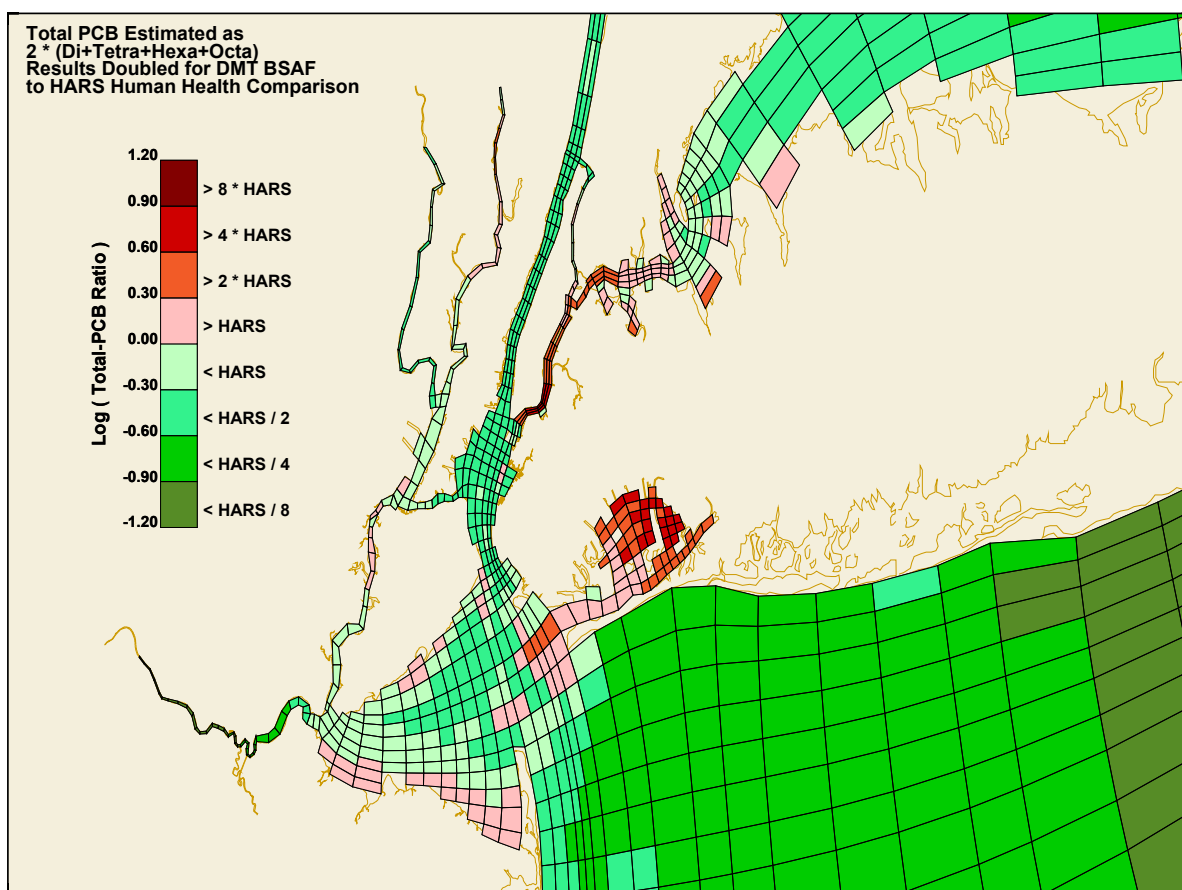 Total PCB Estimated as
2 * (Di+Tetra+Hexa+Octa)
Results Doubled for DMT BSAF
to HARS Human Health Comparison
Log ( Total-PCB Ratio )
1.20
> 8 * HARS
0.90
> 4 * HARS
0.60
> 2 * HARS
0.30
> HARS
0.00
< HARS
-0.30
< HARS / 2
-0.60
< HARS / 4
-0.90
< HARS / 8
-1.20